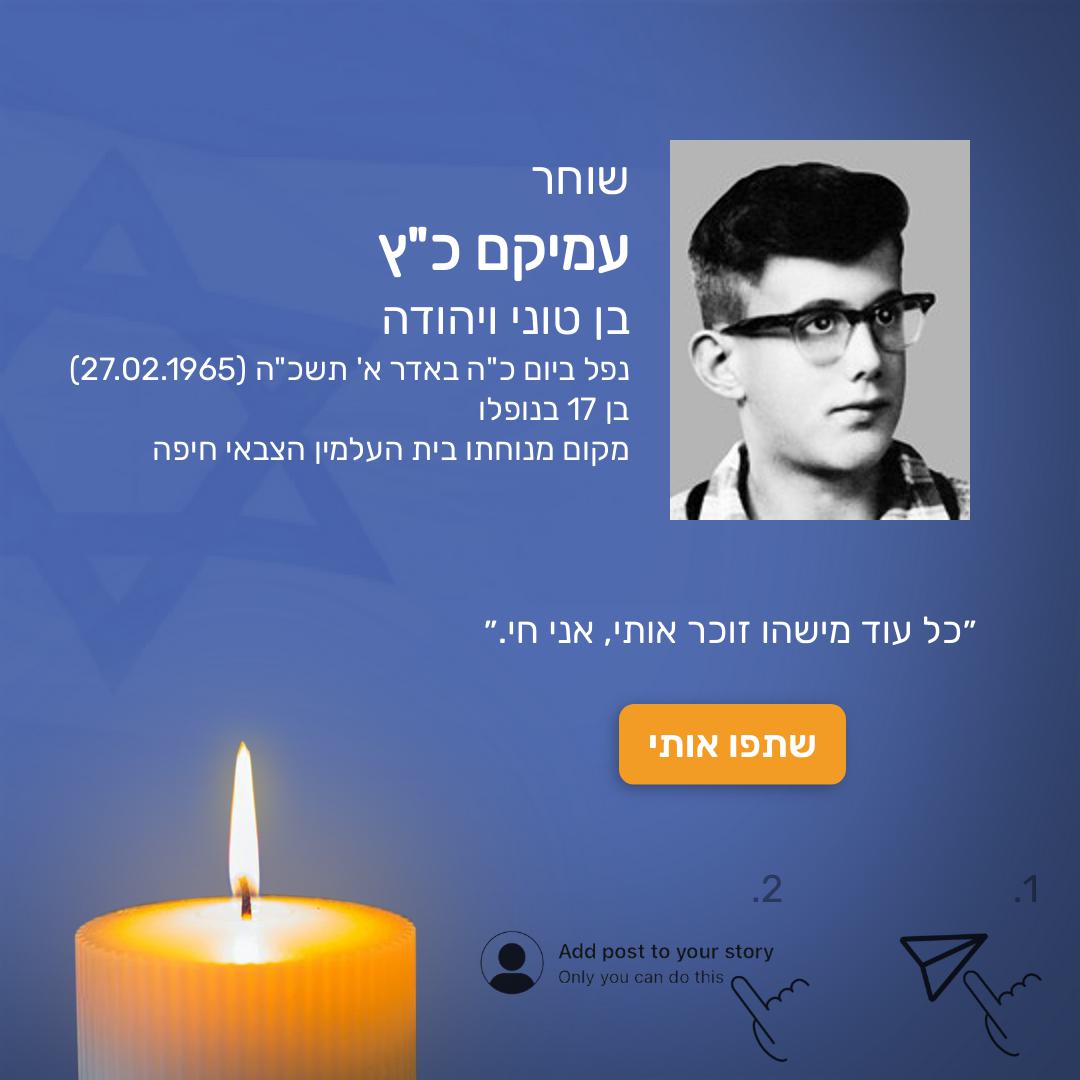 שוחר
עמיקם כ"ץ
בן טוני ויהודה
נפל ביום כ"ה באדר א' תשכ"ה (27.02.1965)
בן 17 בנופלו
מקום מנוחתו בית העלמין הצבאי חיפה
״כל עוד מישהו זוכר אותי, אני חי.״
שתפו אותי
1.
2.
Add post to your story
Only you can do this